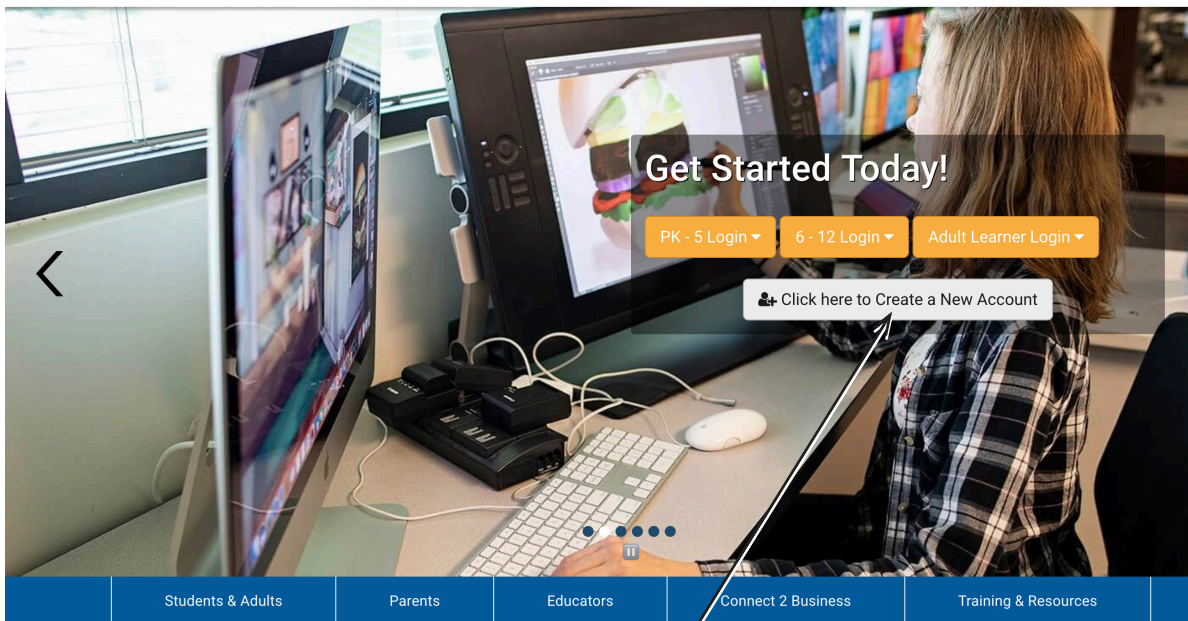 Get Started Today!
PK - 5 Login
6 - 12 Login
Adult Learner Login
Click here to Create a New Account
Students & Adults
Parents
Educators
Connect 2 Business
Training & Resources